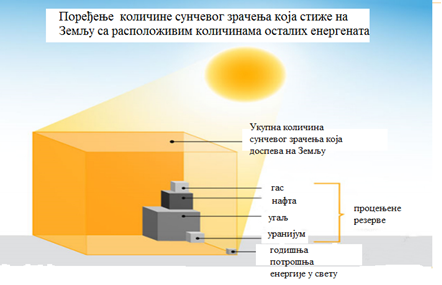 Поређење количине сунчевог зрачења која стиже на
Земљу са расположивим количинама осталих енергената
Укупна количина
сунчевог зрачења која
доспева на Земљу
гас
нафта
угаљ
уранијум
процењене
резерве
годишња
потрошња
енергије у свету